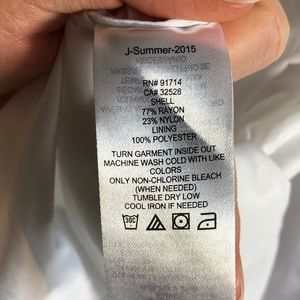 J-Summer-2015
RN# 91714
CA# 32528
SHELL
77% RAYON
23% NYLON
LINING
100% POLYESTER
TURN GARMENT INSIDE OUT
MACHINE WASH COLD WITH LIKE
COLORS
ONLY NON-CHLORINE BLEACH
(WHEN NEEDED)
TUMBLE DRY LOW
COOL IRON IF NEEDED